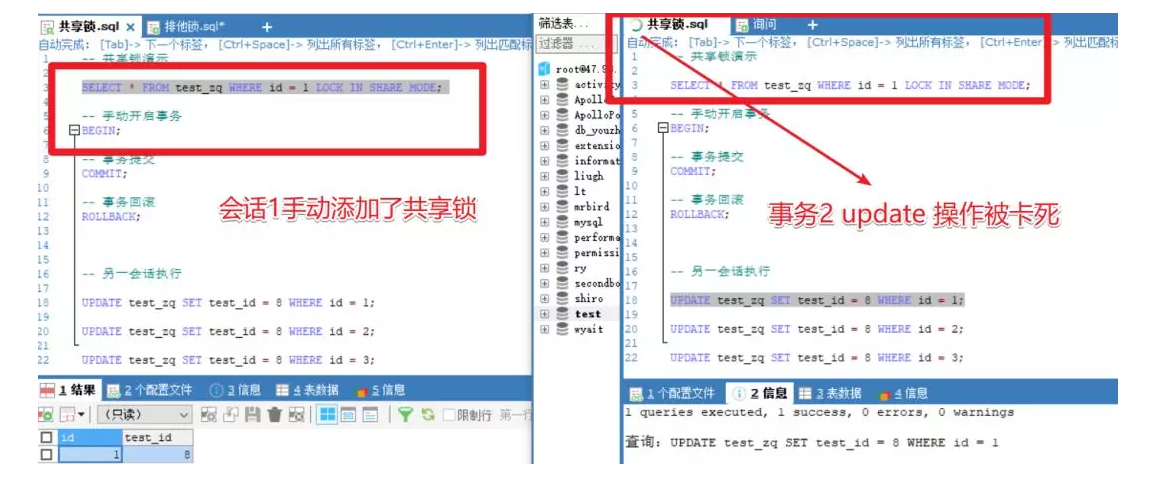 共享锁.sql × 排他锁.sql* +
自动完成: [Tab]-> 下一个标签, [Ctrl+Space]-> 列出所有标签, [Ctrl+Enter]-> 列出匹配标
1 -- 共享锁演示
2
3 SELECT * FROM test_zq WHERE id = 1 LOCK IN SHARE MODE;
4
5 -- 手动开启事务
6 BEGIN;
7
8 -- 事务提交
9 COMMIT;
10
11 -- 事务回滚
12 ROLLBACK;
13
14
15
16 -- 另一会话执行
17
18 UPDATE test_zq SET test_id = 8 WHERE id = 1;
19
20 UPDATE test_zq SET test_id = 8 WHERE id = 2;
21
22 UPDATE test_zq SET test_id = 8 WHERE id = 3;
会话1手动添加了共享锁
1 结果 2 个配置文件 3 信息 4 表数据 5 信息
(只读) 限制行 第一行
id test_id
1 8
筛选表...
过滤器 ...
root@47.93.
activity
Apollo
ApolloPo
db_youzh
extensio
informat
liugh
lt
mrbird
mysql
performa
permissi
ry
secondbo
shiro
test
wyait
共享锁.sql 询问 +
自动完成: [Tab]-> 下一个标签, [Ctrl+Space]-> 列出所有标签, [Ctrl+Enter]-> 列出匹配标
1 -- 共享锁演示
2
3 SELECT * FROM test_zq WHERE id = 1 LOCK IN SHARE MODE;
4
5 -- 手动开启事务
6 BEGIN;
7
8 -- 事务提交
9 COMMIT;
10
11 -- 事务回滚
12 ROLLBACK;
13
14
15
16 -- 另一会话执行
17
18 UPDATE test_zq SET test_id = 8 WHERE id = 1;
19
20 UPDATE test_zq SET test_id = 8 WHERE id = 2;
21
22 UPDATE test_zq SET test_id = 8 WHERE id = 3;
事务2 update 操作被卡死
1 个配置文件 2 信息 3 表数据 4 信息
1 queries executed, 1 success, 0 errors, 0 warnings
查询: UPDATE test_zq SET test_id = 8 WHERE id = 1